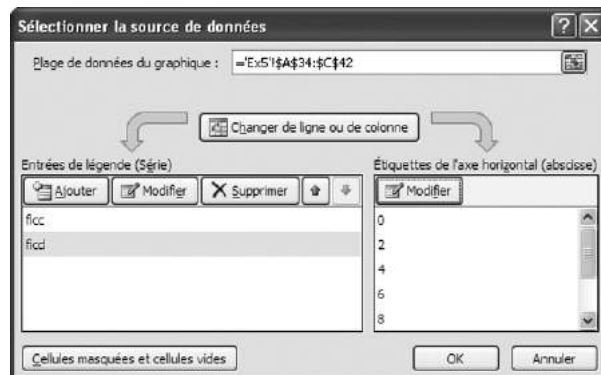 Sélectionner la source de données
Plage de données du graphique : ='Ex5'!$A$34:$C$42
Changer de ligne ou de colonne
Entrées de légende (Série)
Étiquettes de l'axe horizontal (abscisse)
Ajouter Modifier Supprimer
Modifier
ficc
ficd
0
2
4
6
8
Cellules masquées et cellules vides
OK Annuler